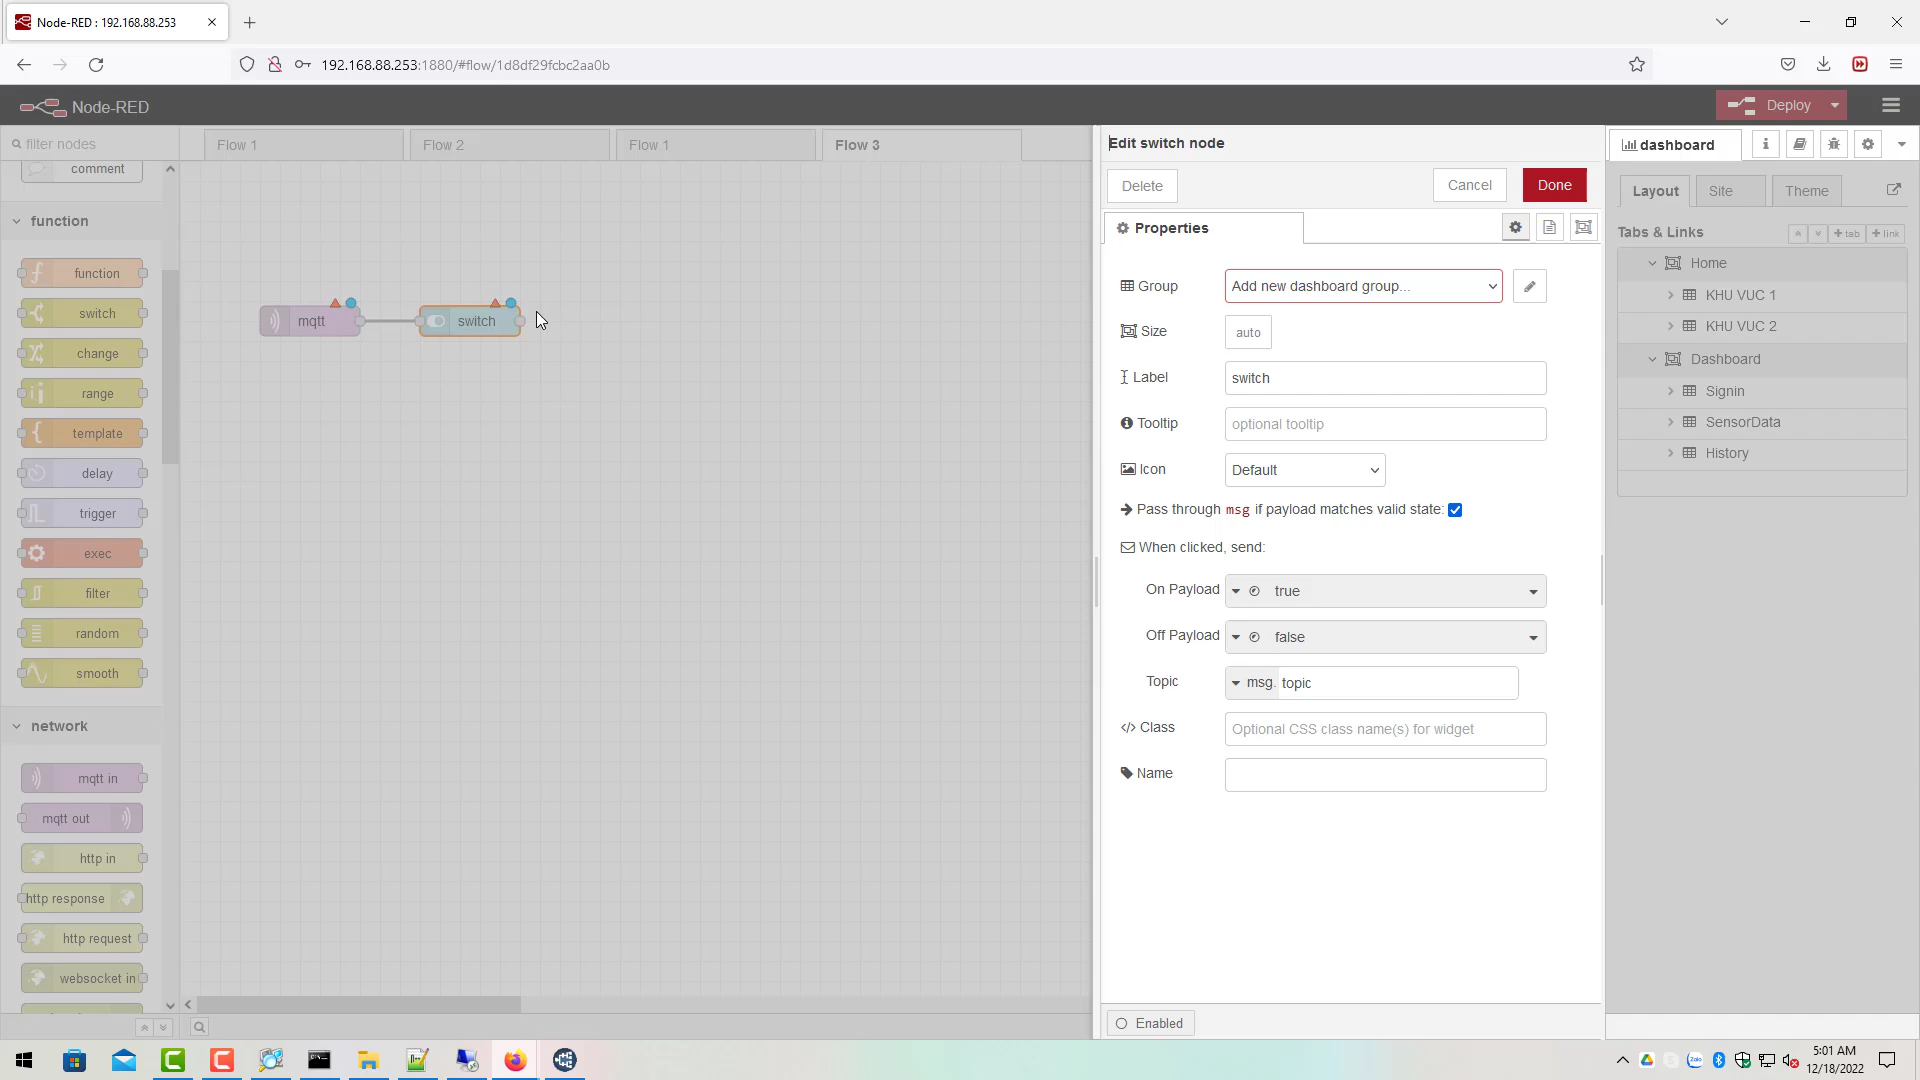 Node-RED : 192.168.88.253
192.168.88.253:1880/#flow/1d8df29fcbc2aa0b
Node-RED
Deploy
filter nodes
Flow 1
Flow 2
Flow 1
Flow 3
Edit switch node
dashboard
comment
Delete
Cancel
Done
Layout
Site
Theme
function
Properties
Tabs & Links
tab
link
Home
function
mqtt
switch
Group
Add new dashboard group...
KHU VUC 1
switch
Size
auto
KHU VUC 2
change
Label
switch
Dashboard
range
Tooltip
optional tooltip
Signin
template
Icon
Default
SensorData
delay
Pass through msg if payload matches valid state:
History
trigger
When clicked, send:
exec
On Payload
true
filter
Off Payload
false
random
Topic
msg. topic
smooth
Class
Optional CSS class name(s) for widget
network
Name
mqtt in
mqtt out
http in
http response
http request
websocket in
Enabled
5:01 AM
12/18/2022